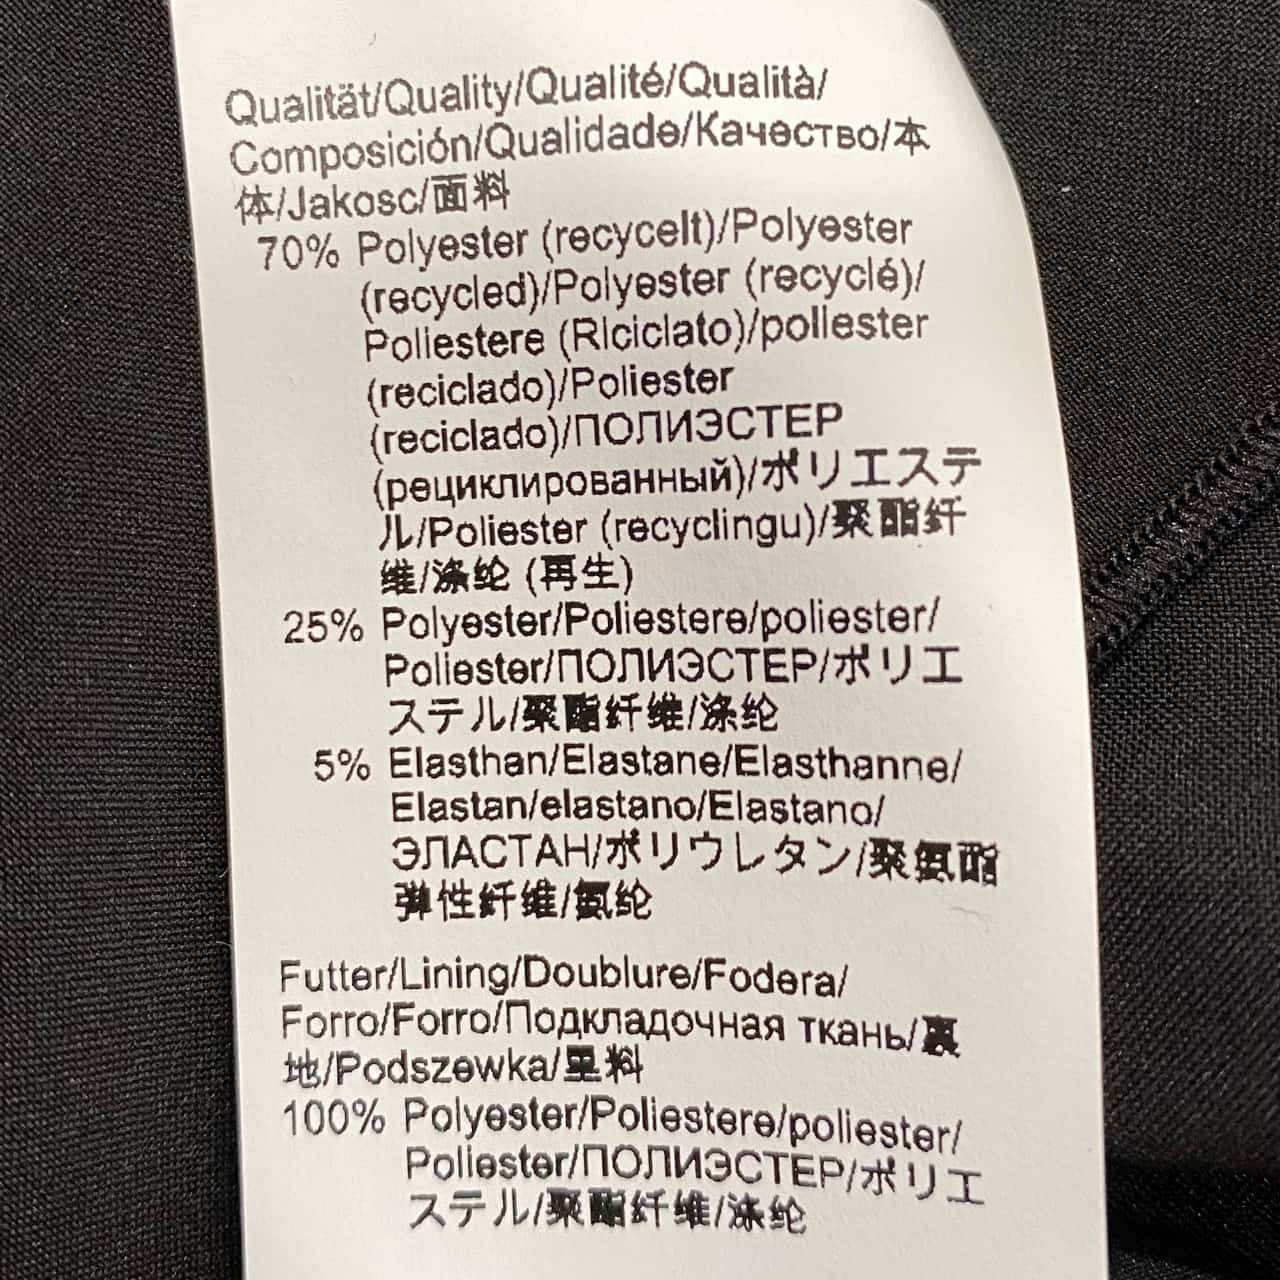 Qualität/Quality/Qualité/Qualità/
Composición/Qualidade/Качество/本
体/Jakosc/面料
70% Polyester (recycelt)/Polyester
(recycled)/Polyester (recyclé)/
Poliestere (RIciclato)/poliester
(reciclado)/Poliester
(reciclado)/ПОЛИЭСТЕР
(рециклированный)/ポリエステ
ル/Poliester (recyclingu)/聚酯纤
维/涤纶 (再生)
25% Polyester/Poliestere/poliester/
Poliester/ПОЛИЭСТЕР/ポリエ
ステル/聚酯纤维/涤纶
5% Elasthan/Elastane/Elasthanne/
Elastan/elastano/Elastano/
ЭЛАСТАН/ポリウレタン/聚氨酯
弹性纤维/氨纶
Futter/Lining/Doublure/Fodera/
Forro/Forro/Подкладочная ткань/裏
地/Podszewka/里料
100% Polyester/Poliestere/poliester/
Poliester/ПОЛИЭСТЕР/ポリエ
ステル/聚酯纤维/涤纶